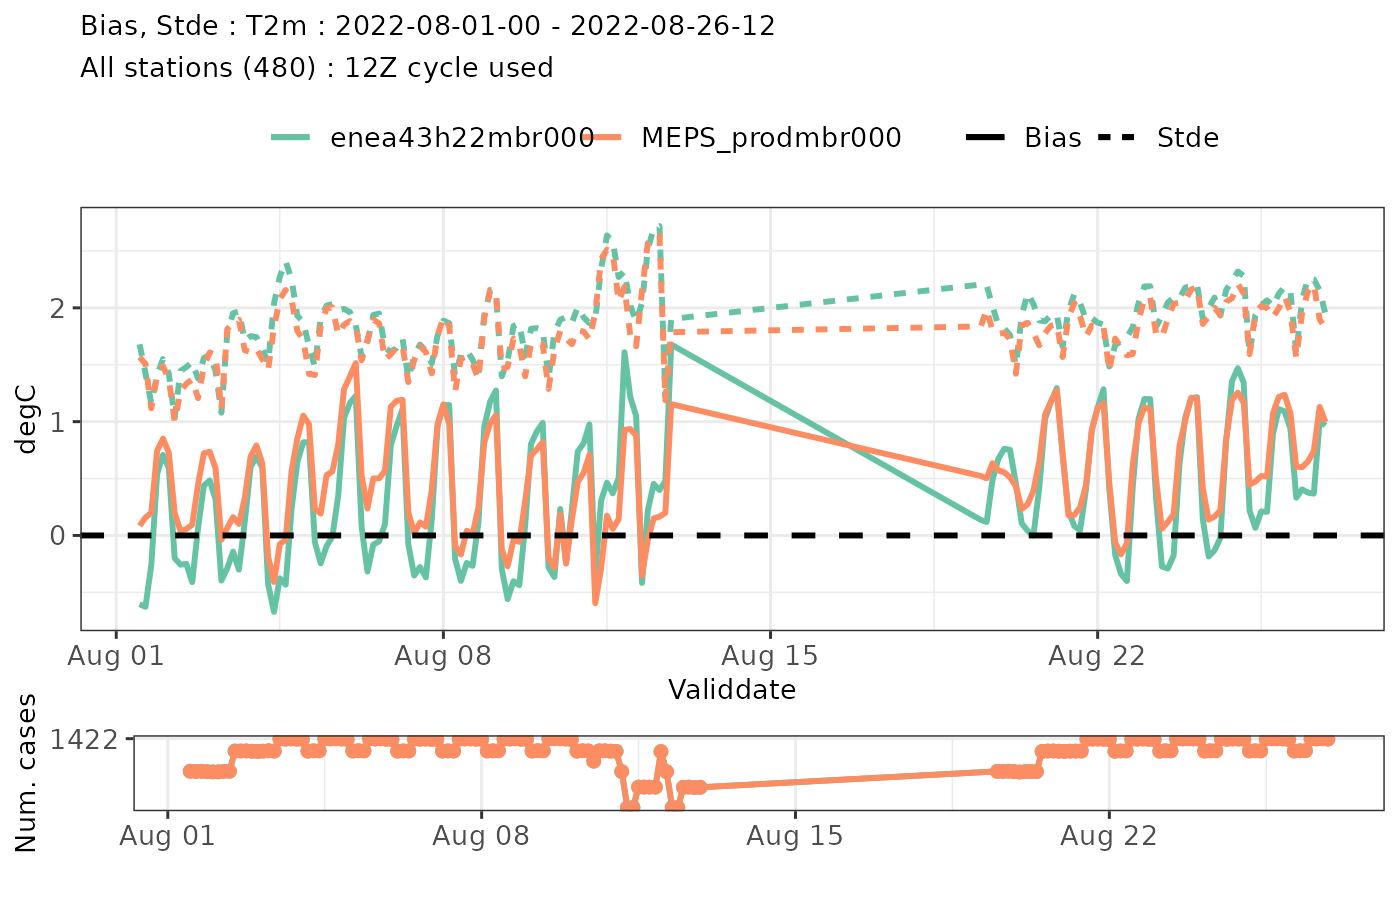 Bias, Stde : T2m : 2022-08-01-00 - 2022-08-26-12
All stations (480) : 12Z cycle used
enea43h22mbr000 MEPS_prodmbr000 Bias Stde
degC
2
1
0
Aug 01 Aug 08 Aug 15 Aug 22
Validdate
Num. cases
1422
Aug 01 Aug 08 Aug 15 Aug 22